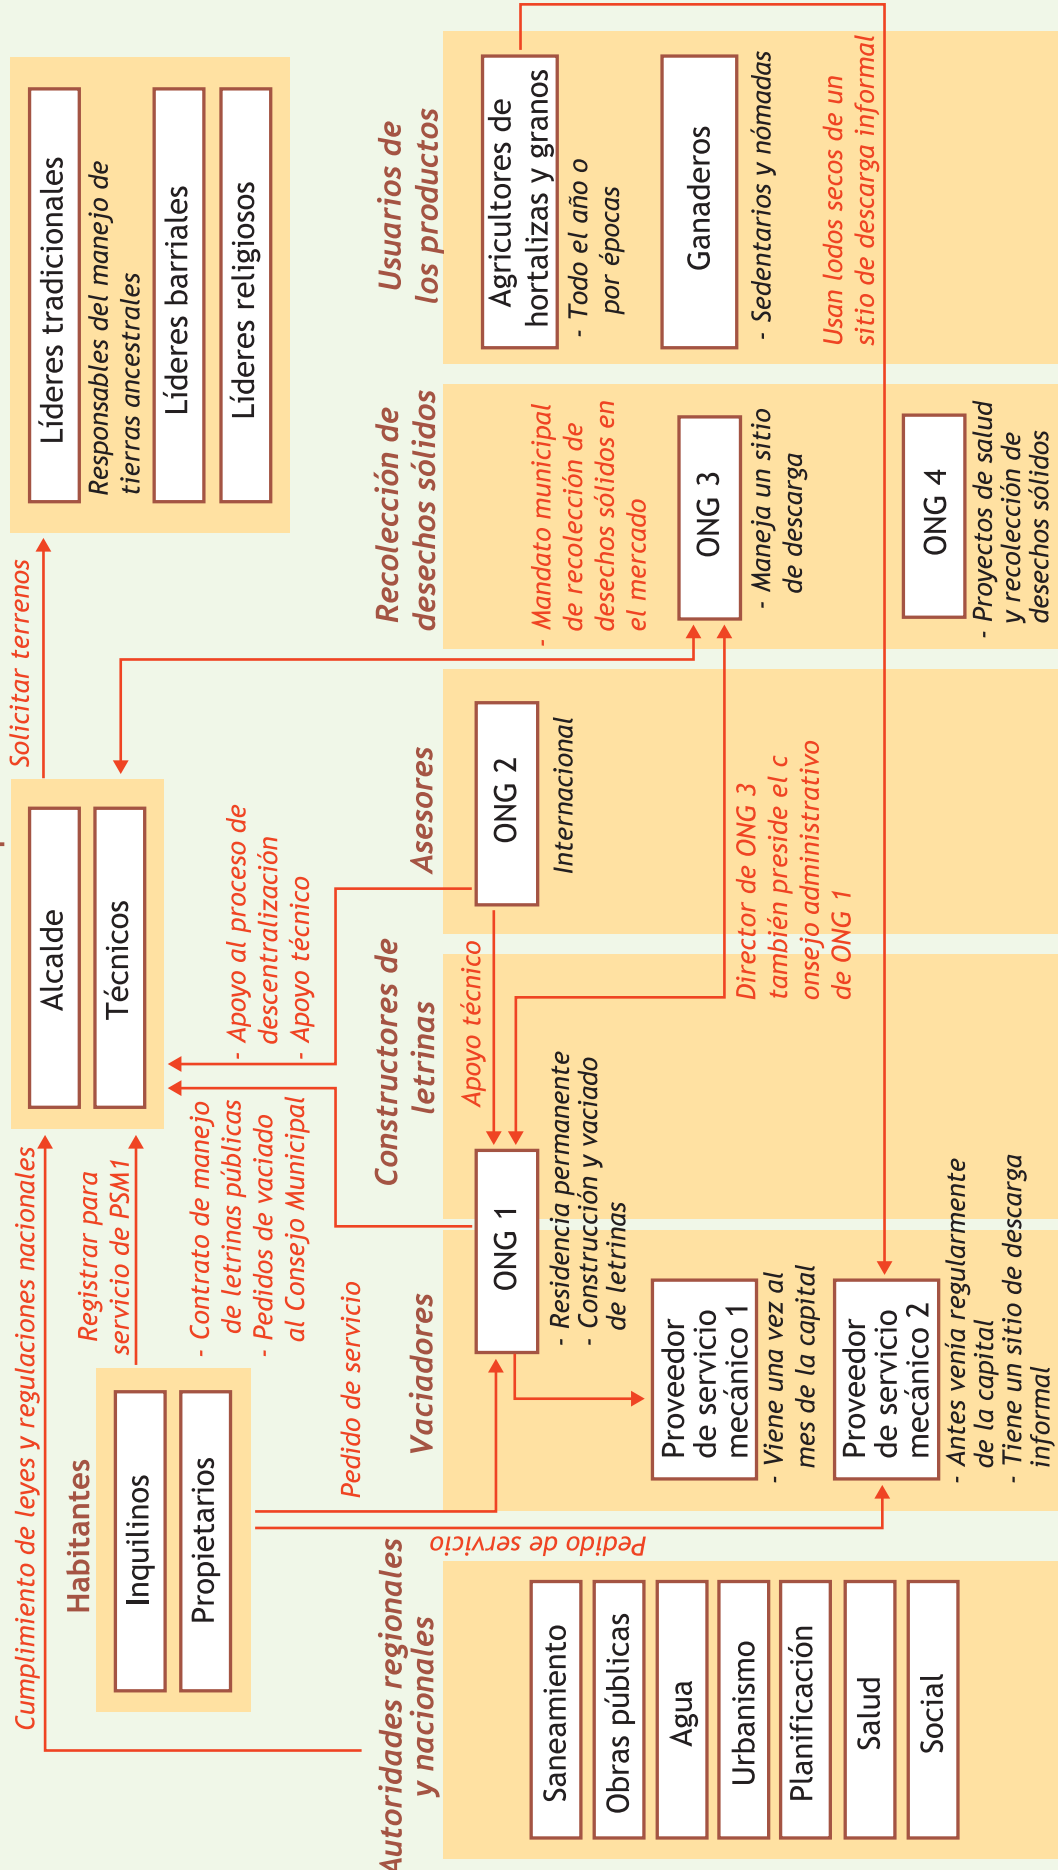 Cumplimiento de leyes y regulaciones nacionales
Solicitar terrenos
Alcalde
Técnicos
Líderes tradicionales
Responsables del manejo de
tierras ancestrales
Líderes barriales
Líderes religiosos
Habitantes
Inquilinos
Propietarios
Registrar para
servicio de PSM1
- Contrato de manejo
de letrinas públicas
- Pedidos de vaciado
al Consejo Municipal
- Apoyo al proceso de
descentralización
- Apoyo técnico
Pedido de servicio
Pedido de servicio
Autoridades regionales
y nacionales
Saneamiento
Obras públicas
Agua
Urbanismo
Planificación
Salud
Social
Vaciadores
Constructores de
letrinas
ONG 1
- Residencia permanente
- Construcción y vaciado
de letrinas
Proveedor
de servicio
mecánico 1
- Viene una vez al
mes de la capital
Proveedor
de servicio
mecánico 2
- Antes venía regularmente
de la capital
- Tiene un sitio de descarga
informal
Apoyo técnico
Asesores
ONG 2
Internacional
Director de ONG 3
también preside el c
onsejo administrativo
de ONG 1
Recolección de
desechos sólidos
- Mandato municipal
de recolección de
desechos sólidos en
el mercado
ONG 3
- Maneja un sitio
de descarga
ONG 4
- Proyectos de salud
y recolección de
desechos sólidos
Usuarios de
los productos
Agricultores de
hortalizas y granos
- Todo el año o
por épocas
Ganaderos
- Sedentarios y nómadas
Usan lodos secos de un
sitio de descarga informal